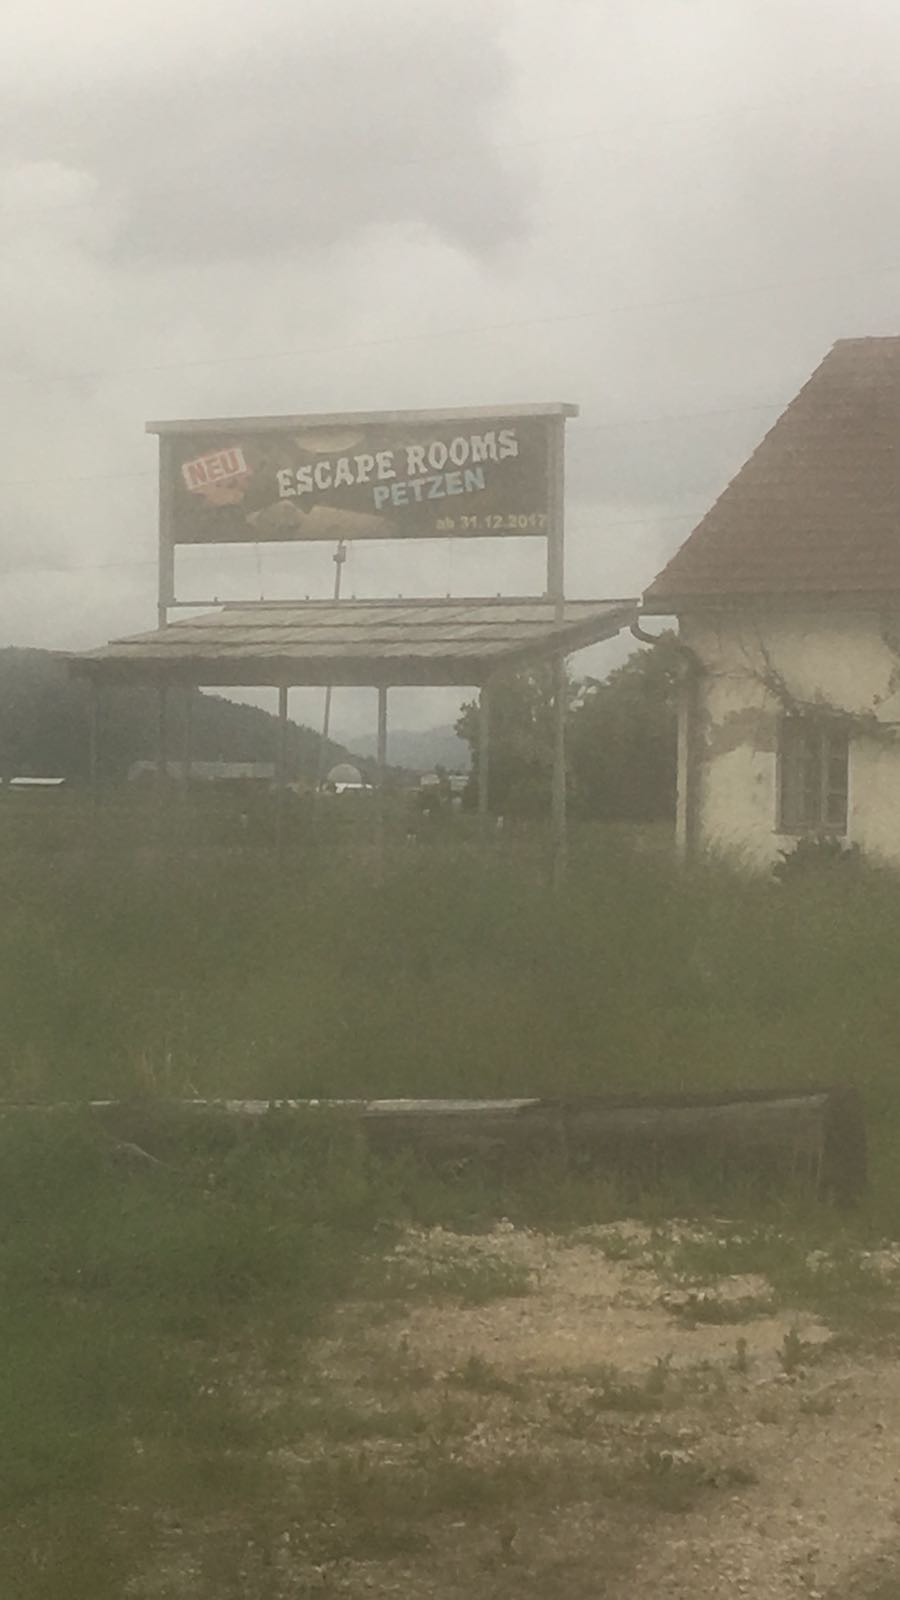 NEU
ESCAPE ROOMS
PETZEN
ab 31.12.2017